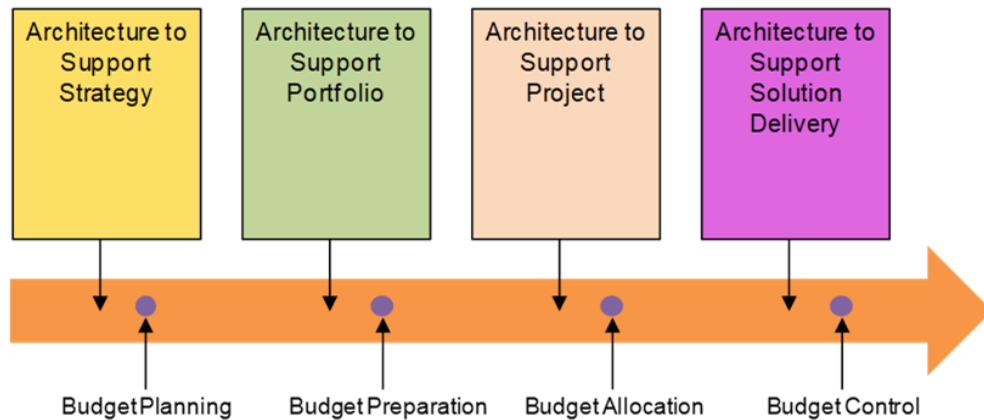 Architecture to
Support
Strategy
Architecture to
Support
Portfolio
Architecture to
Support
Project
Architecture to
Support
Solution
Delivery
Budget Planning
Budget Preparation
Budget Allocation
Budget Control